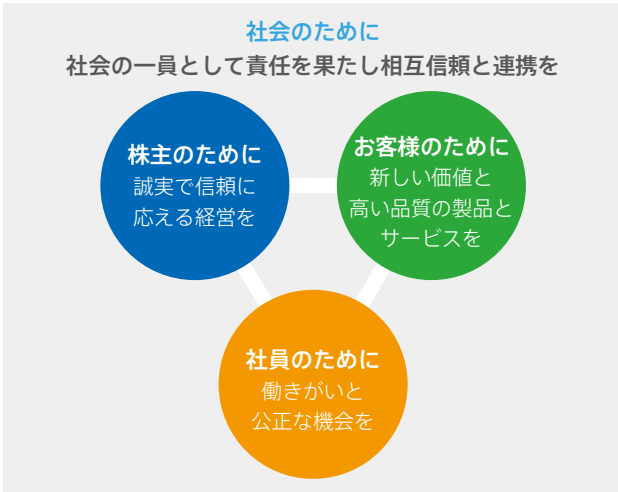 社会のために
社会の一員として責任を果たし相互信頼と連携を
株主のために
誠実で信頼に
応える経営を
お客様のために
新しい価値と
高い品質の製品と
サービスを
社員のために
働きがいと
公正な機会を